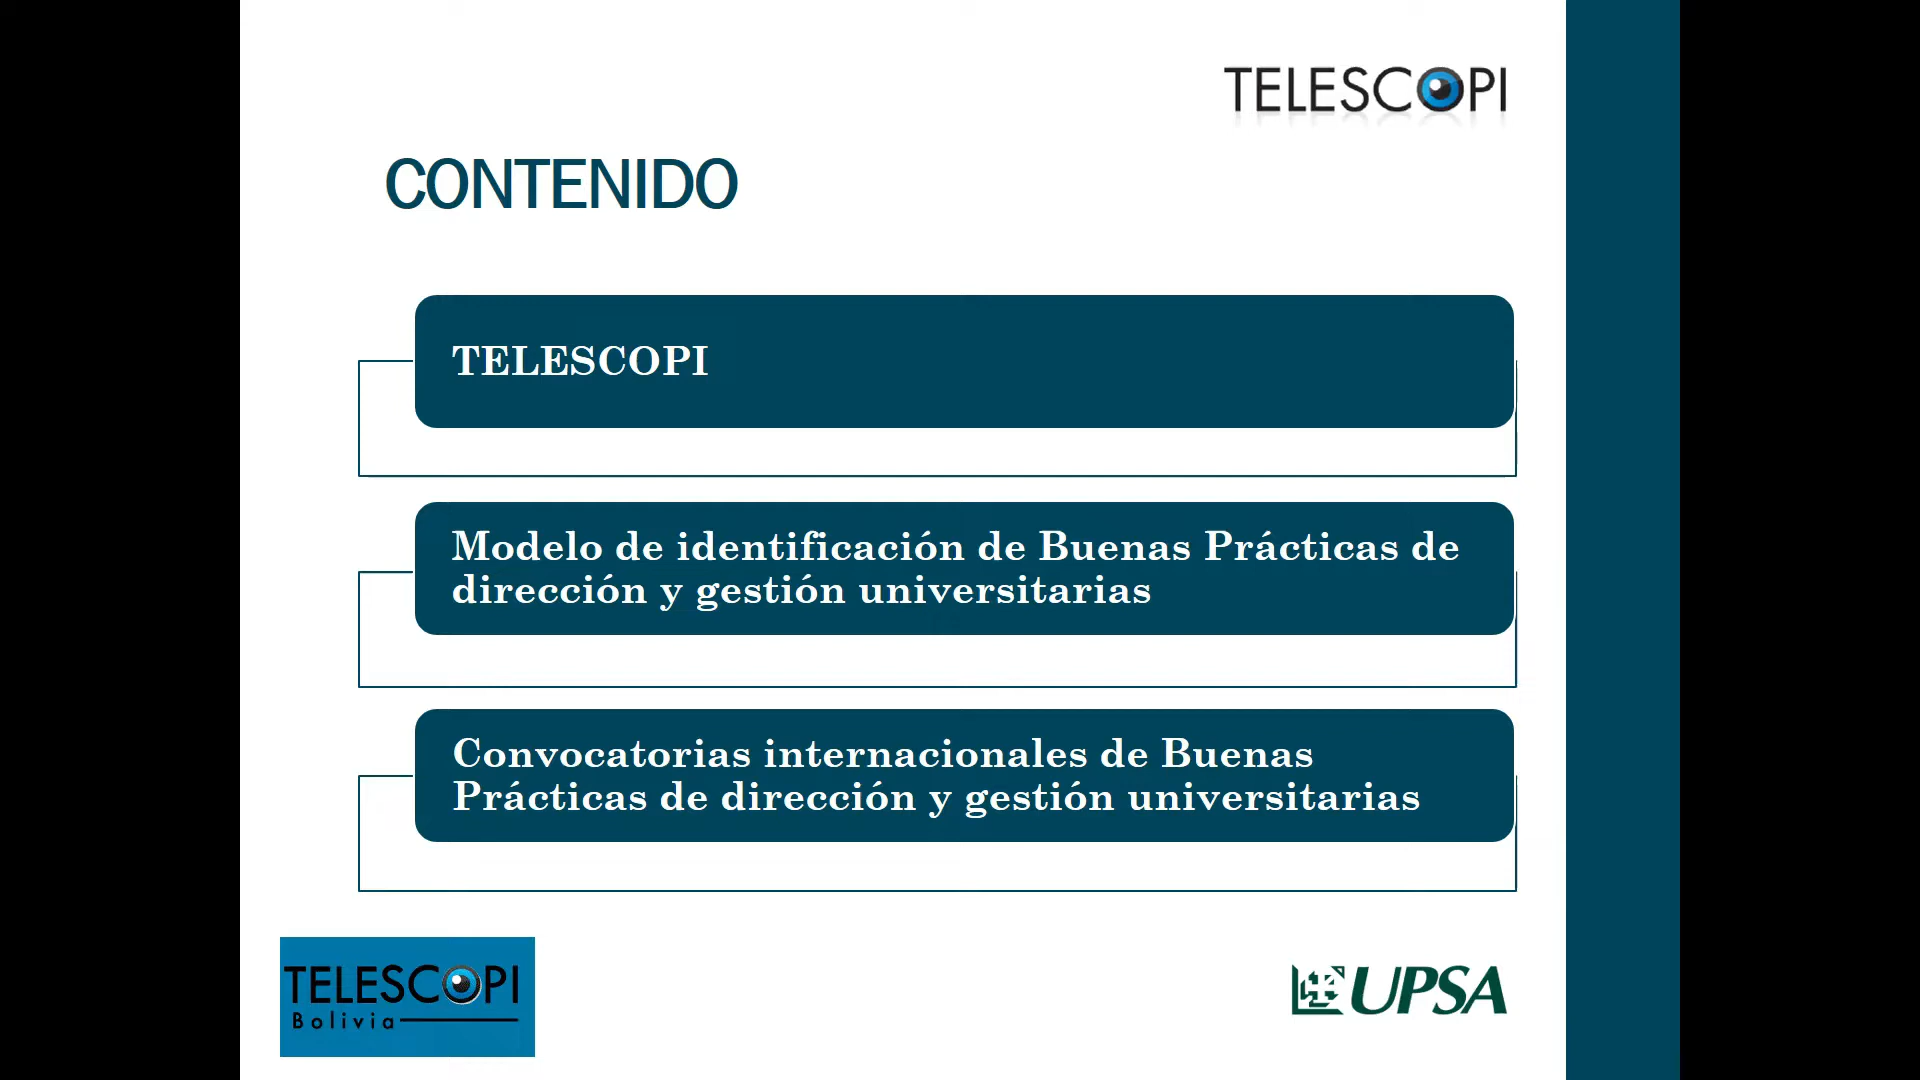 TELESCOPI
CONTENIDO
TELESCOPI
Modelo de identificación de Buenas Prácticas de
dirección y gestión universitarias
Convocatorias internacionales de Buenas
Prácticas de dirección y gestión universitarias
TELESCOPI
Bolivia
UPSA